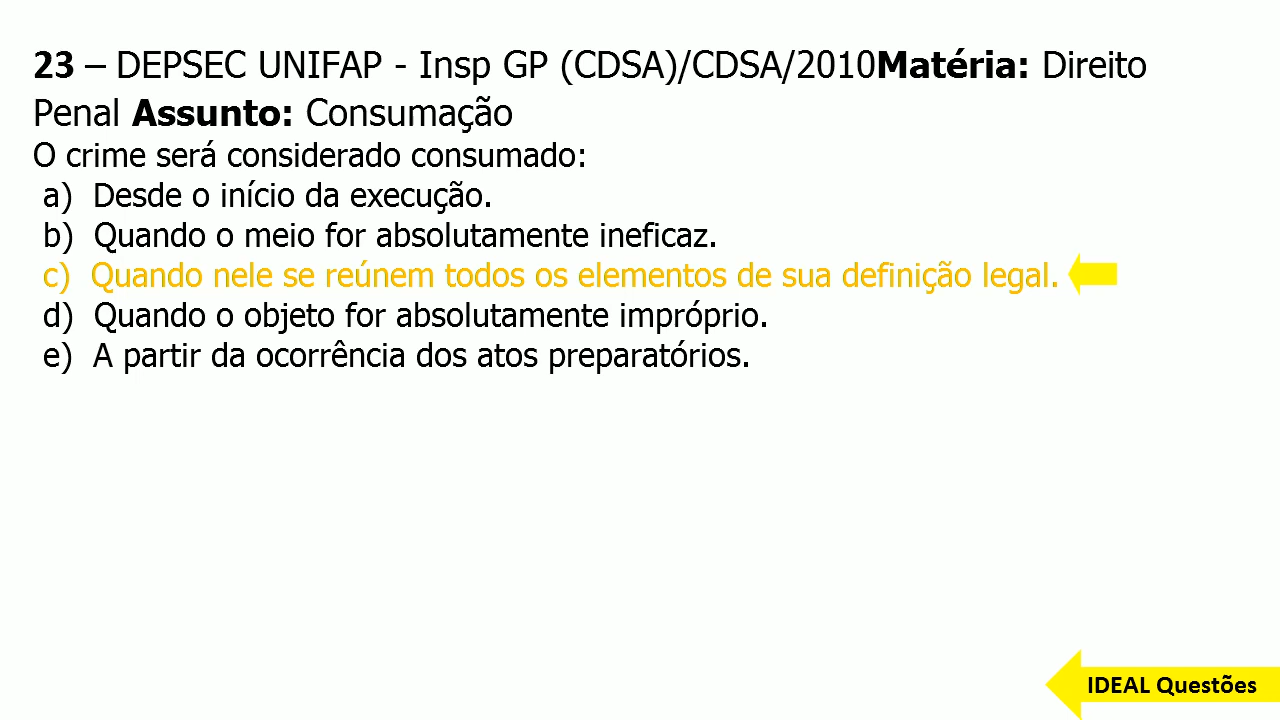 23 – DEPSEC UNIFAP - Insp GP (CDSA)/CDSA/2010Matéria: Direito
Penal Assunto: Consumação
O crime será considerado consumado:
a) Desde o início da execução.
b) Quando o meio for absolutamente ineficaz.
c) Quando nele se reúnem todos os elementos de sua definição legal.
d) Quando o objeto for absolutamente impróprio.
e) A partir da ocorrência dos atos preparatórios.
IDEAL Questões